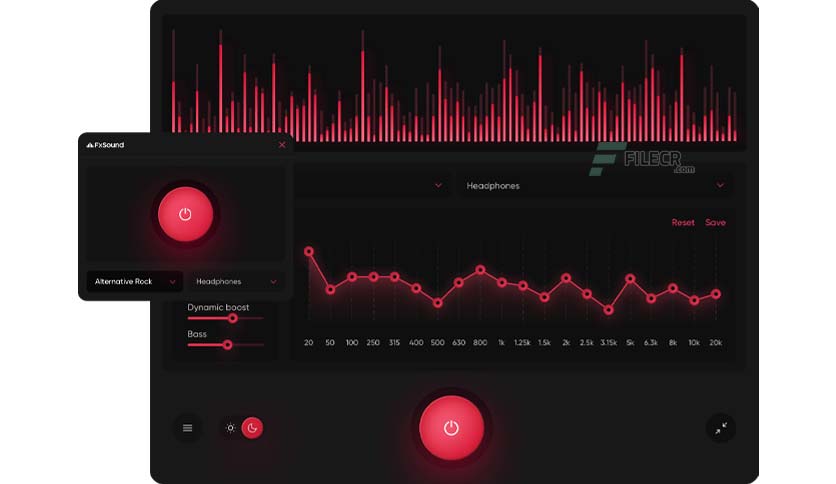 FxSound
FILECR
.com
Headphones
Reset Save
Alternative Rock
Headphones
Dynamic boost
Bass
20 50 100 250 315 400 500 630 800 1k 1.25k 1.5k 2k 2.5k 3.15k 5k 6.3k 8k 10k 20k